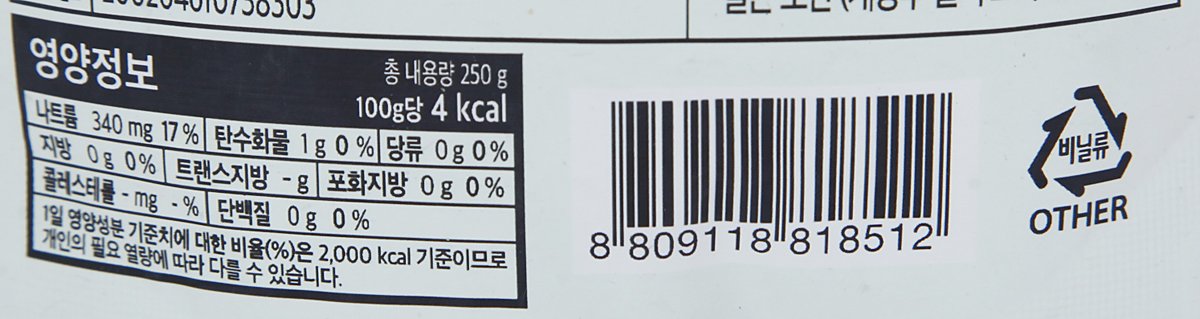 영양정보
총 내용량 250 g
100g당 4 kcal
나트륨 340 mg 17 % 탄수화물 1 g 0 % 당류 0 g 0 %
지방 0 g 0 % 트랜스지방 - g 포화지방 0 g 0 %
콜레스테롤 - mg - % 단백질 0 g 0 %
1일 영양성분 기준치에 대한 비율(%)은 2,000 kcal 기준이므로
개인의 필요 열량에 따라 다를 수 있습니다.
8 809118 818512
비닐류
OTHER